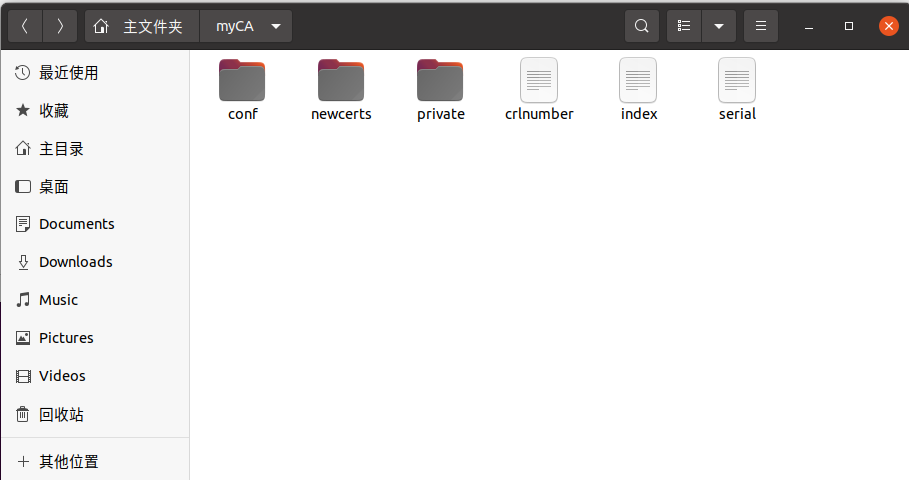 主文件夹 myCA
最近使用
收藏
主目录
桌面
Documents
Downloads
Music
Pictures
Videos
回收站
其他位置
conf newcerts private crlnumber index serial